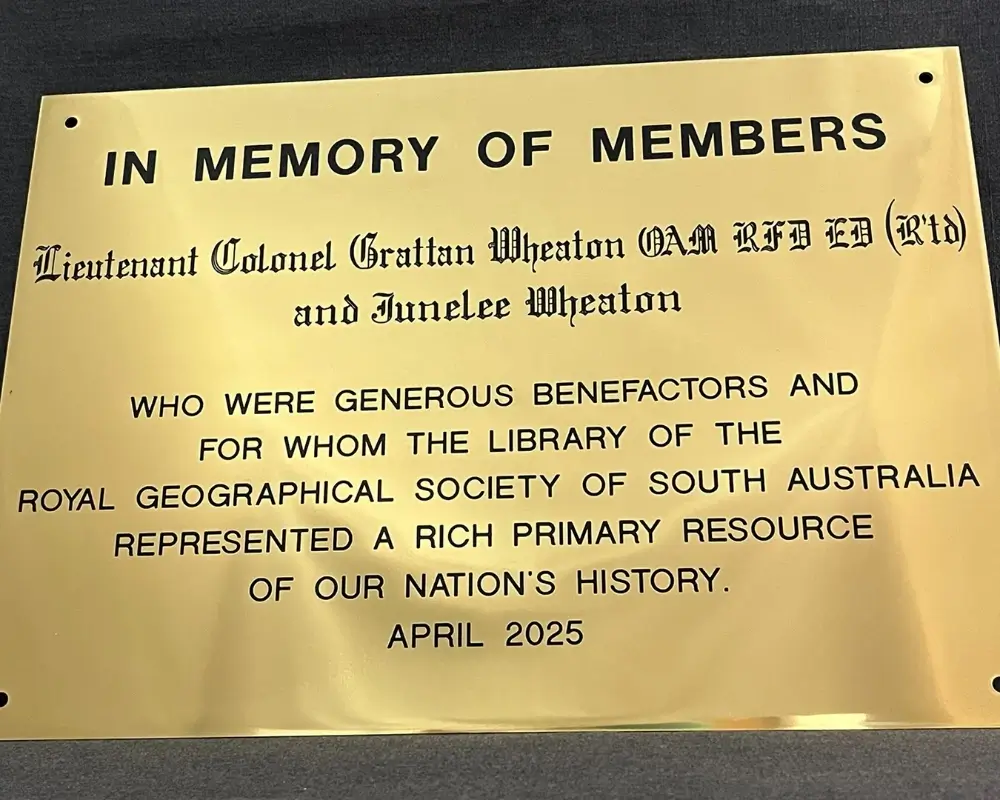 IN MEMORY OF MEMBERS
Lieutenant Colonel Grattan Wheaton OAM RFD ED (R'td)
and Junelee Wheaton
WHO WERE GENEROUS BENEFACTORS AND
FOR WHOM THE LIBRARY OF THE
ROYAL GEOGRAPHICAL SOCIETY OF SOUTH AUSTRALIA
REPRESENTED A RICH PRIMARY RESOURCE
OF OUR NATION'S HISTORY.
APRIL 2025